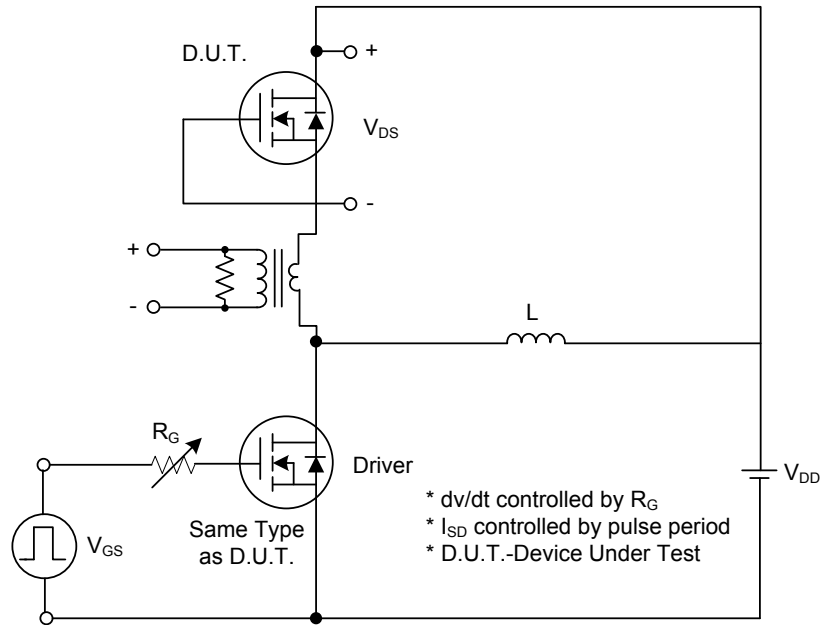 D.U.T.
+
VDS
-
+
-
L
RG
Driver
VDD
VGS
Same Type
as D.U.T.
* dv/dt controlled by RG
* ISD controlled by pulse period
* D.U.T.-Device Under Test